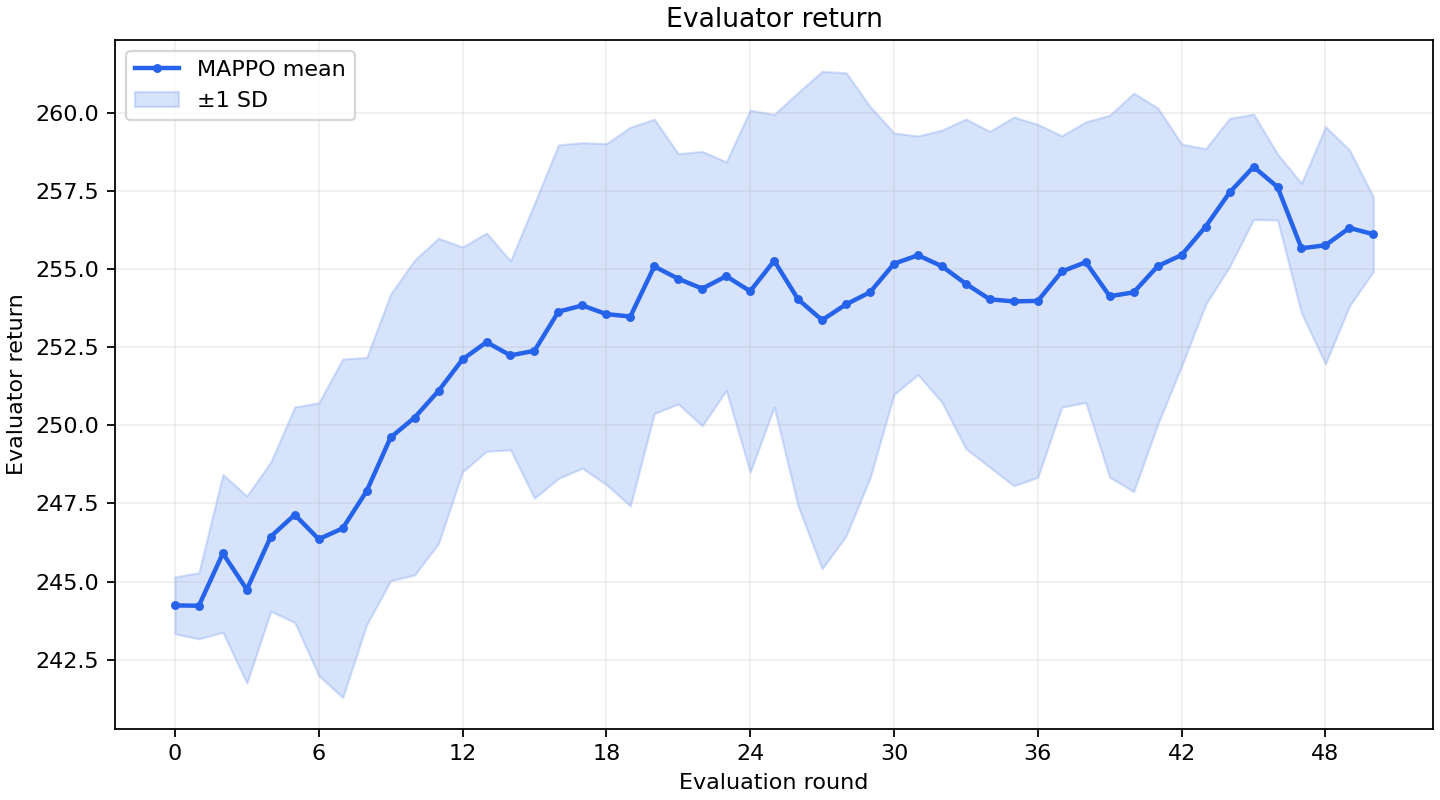 Evaluator return
MAPPO mean
±1 SD
Evaluator return
260.0
257.5
255.0
252.5
250.0
247.5
245.0
242.5
0 6 12 18 24 30 36 42 48
Evaluation round